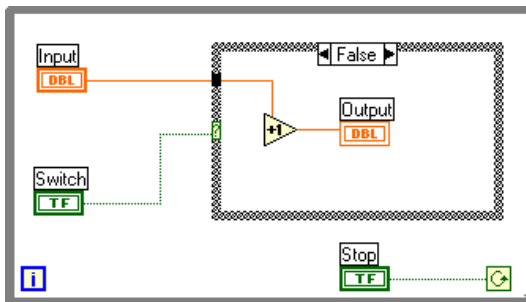 False
Input
DBL
+1
Output
DBL
?
Switch
TF
Stop
TF
i